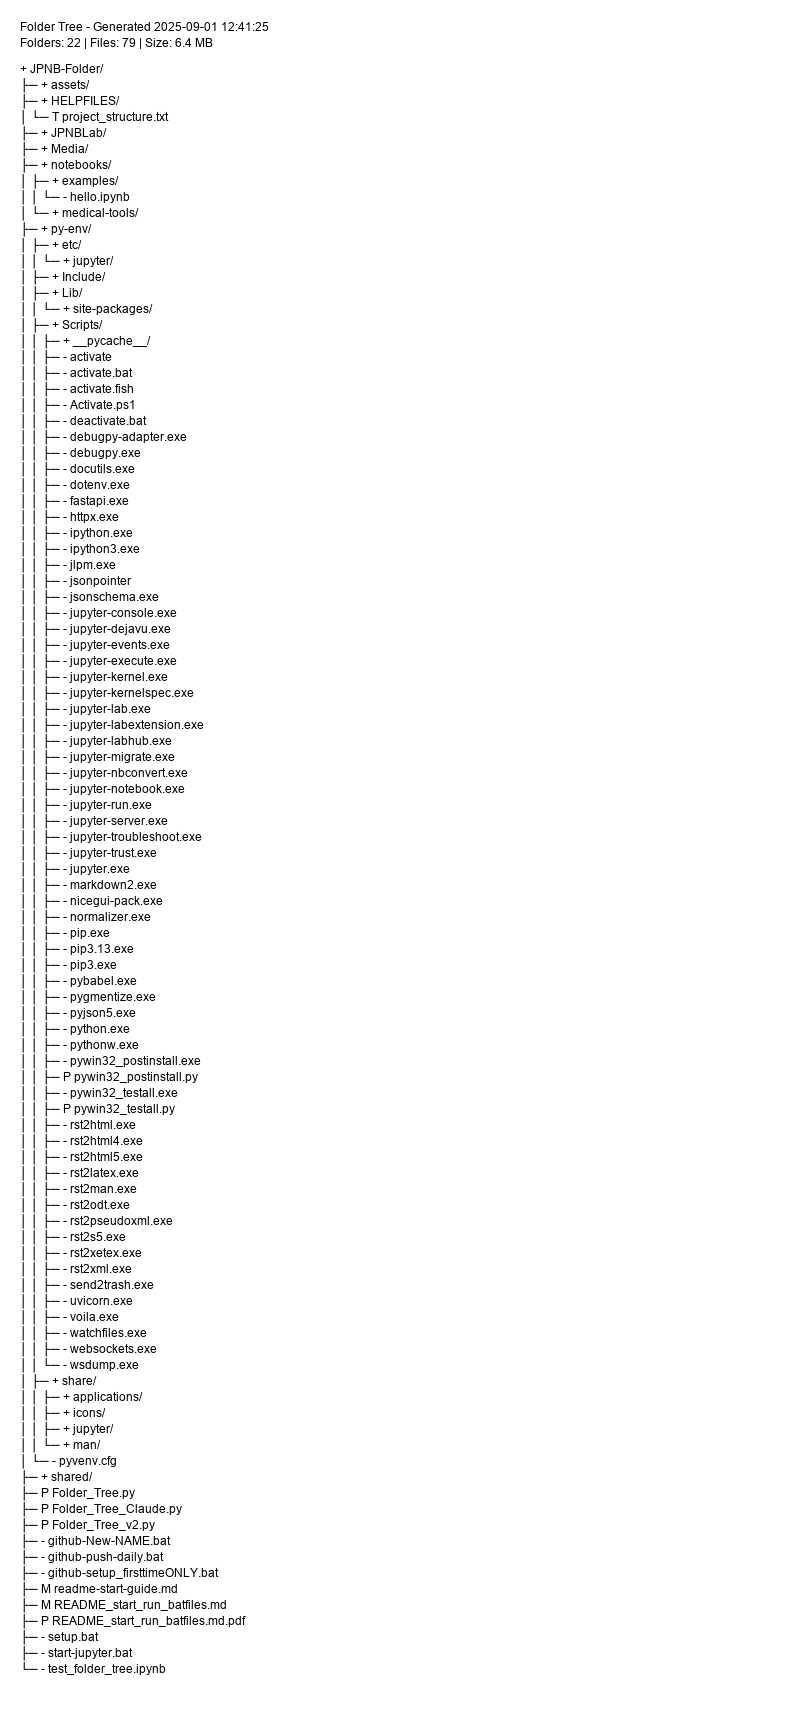 Folder Tree - Generated 2025-09-01 12:41:25
Folders: 22 | Files: 79 | Size: 6.4 MB
+ JPNB-Folder/
├─ + assets/
├─ + HELPFILES/
│ └─ T project_structure.txt
├─ + JPNBLab/
├─ + Media/
├─ + notebooks/
│ ├─ + examples/
│ │ └─ - hello.ipynb
│ └─ + medical-tools/
├─ + py-env/
│ ├─ + etc/
│ │ └─ + jupyter/
│ ├─ + Include/
│ ├─ + Lib/
│ │ └─ + site-packages/
│ ├─ + Scripts/
│ │ ├─ + __pycache__/
│ │ ├─ - activate
│ │ ├─ - activate.bat
│ │ ├─ - activate.fish
│ │ ├─ - Activate.ps1
│ │ ├─ - deactivate.bat
│ │ ├─ - debugpy-adapter.exe
│ │ ├─ - debugpy.exe
│ │ ├─ - docutils.exe
│ │ ├─ - dotenv.exe
│ │ ├─ - fastapi.exe
│ │ ├─ - httpx.exe
│ │ ├─ - ipython.exe
│ │ ├─ - ipython3.exe
│ │ ├─ - jlpm.exe
│ │ ├─ - jsonpointer
│ │ ├─ - jsonschema.exe
│ │ ├─ - jupyter-console.exe
│ │ ├─ - jupyter-dejavu.exe
│ │ ├─ - jupyter-events.exe
│ │ ├─ - jupyter-execute.exe
│ │ ├─ - jupyter-kernel.exe
│ │ ├─ - jupyter-kernelspec.exe
│ │ ├─ - jupyter-lab.exe
│ │ ├─ - jupyter-labextension.exe
│ │ ├─ - jupyter-labhub.exe
│ │ ├─ - jupyter-migrate.exe
│ │ ├─ - jupyter-nbconvert.exe
│ │ ├─ - jupyter-notebook.exe
│ │ ├─ - jupyter-run.exe
│ │ ├─ - jupyter-server.exe
│ │ ├─ - jupyter-troubleshoot.exe
│ │ ├─ - jupyter-trust.exe
│ │ ├─ - jupyter.exe
│ │ ├─ - markdown2.exe
│ │ ├─ - nicegui-pack.exe
│ │ ├─ - normalizer.exe
│ │ ├─ - pip.exe
│ │ ├─ - pip3.13.exe
│ │ ├─ - pip3.exe
│ │ ├─ - pybabel.exe
│ │ ├─ - pygmentize.exe
│ │ ├─ - pyjson5.exe
│ │ ├─ - python.exe
│ │ ├─ - pythonw.exe
│ │ ├─ - pywin32_postinstall.exe
│ │ ├─ P pywin32_postinstall.py
│ │ ├─ - pywin32_testall.exe
│ │ ├─ P pywin32_testall.py
│ │ ├─ - rst2html.exe
│ │ ├─ - rst2html4.exe
│ │ ├─ - rst2html5.exe
│ │ ├─ - rst2latex.exe
│ │ ├─ - rst2man.exe
│ │ ├─ - rst2odt.exe
│ │ ├─ - rst2pseudoxml.exe
│ │ ├─ - rst2s5.exe
│ │ ├─ - rst2xetex.exe
│ │ ├─ - rst2xml.exe
│ │ ├─ - send2trash.exe
│ │ ├─ - uvicorn.exe
│ │ ├─ - voila.exe
│ │ ├─ - watchfiles.exe
│ │ ├─ - websockets.exe
│ │ └─ - wsdump.exe
│ ├─ + share/
│ │ ├─ + applications/
│ │ ├─ + icons/
│ │ ├─ + jupyter/
│ │ └─ + man/
│ └─ - pyvenv.cfg
├─ + shared/
├─ P Folder_Tree.py
├─ P Folder_Tree_Claude.py
├─ P Folder_Tree_v2.py
├─ - github-New-NAME.bat
├─ - github-push-daily.bat
├─ - github-setup_firsttimeONLY.bat
├─ M readme-start-guide.md
├─ M README_start_run_batfiles.md
├─ P README_start_run_batfiles.md.pdf
├─ - setup.bat
├─ - start-jupyter.bat
└─ - test_folder_tree.ipynb